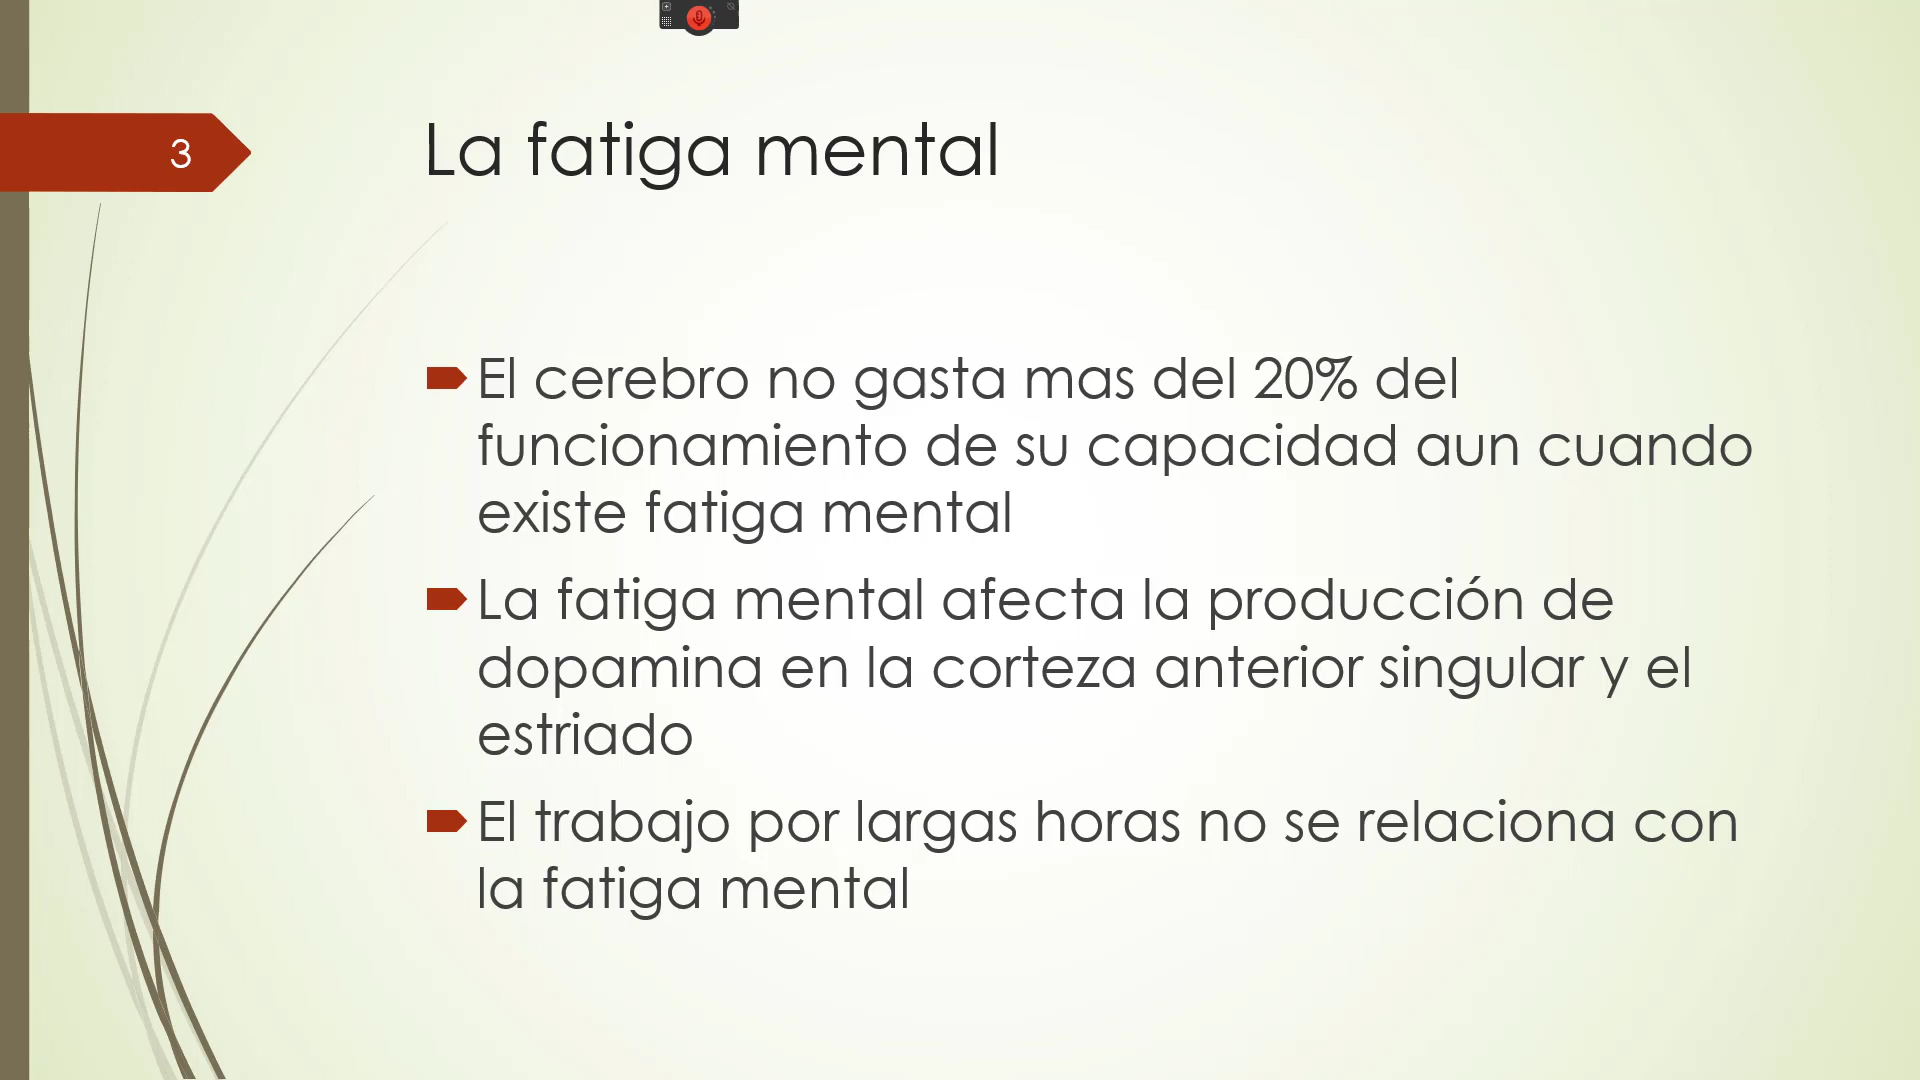 3
La fatiga mental
El cerebro no gasta mas del 20% del
funcionamiento de su capacidad aun cuando
existe fatiga mental
La fatiga mental afecta la producción de
dopamina en la corteza anterior singular y el
estriado
El trabajo por largas horas no se relaciona con
la fatiga mental